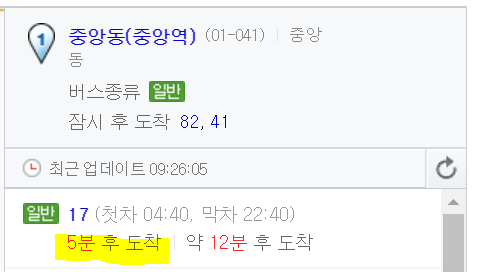 1 중앙동(중앙역) (01-041) 중앙
동
버스종류 일반
잠시 후 도착 82, 41
최근 업데이트 09:26:05
일반 17 (첫차 04:40, 막차 22:40)
5분 후 도착 약 12분 후 도착